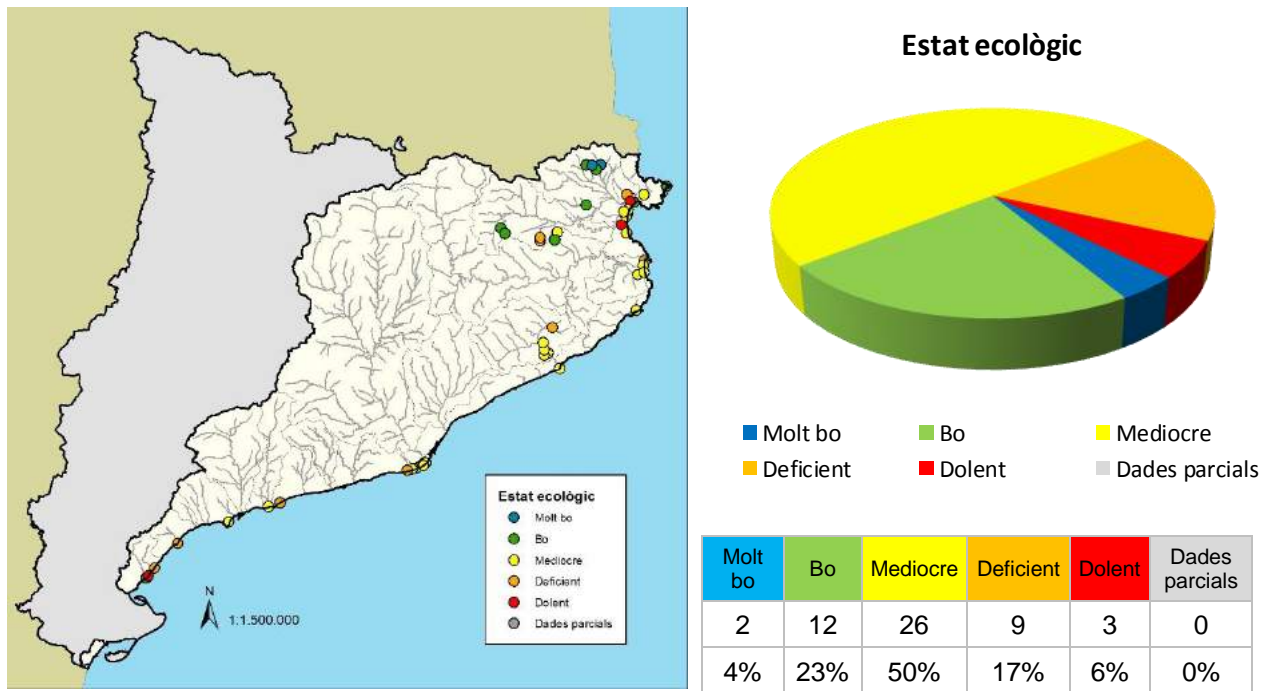 Estat ecològic
Molt bo
Bo
Mediocre
Deficient
Dolent
Dades parcials
N
1:1.500.000
Estat ecològic
Molt bo Bo Mediocre
Deficient Dolent Dades parcials
Molt bo Bo Mediocre Deficient Dolent Dades parcials
2 12 26 9 3 0
4% 23% 50% 17% 6% 0%